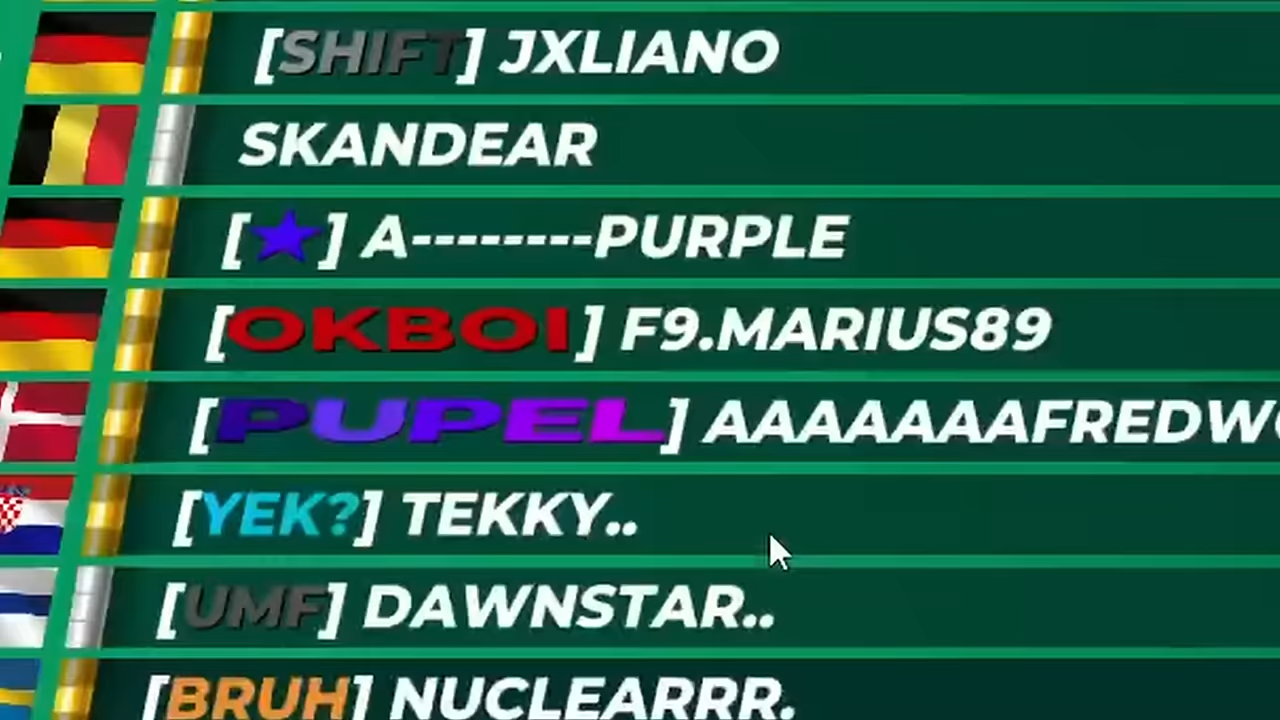 [SHIFT] JXLIANO
SKANDEAR
[★] A--------PURPLE
[OKBOI] F9.MARIUS89
[PUPEL] AAAAAAAFREDW
[YEK?] TEKKY..
[UMF] DAWNSTAR..
[BRUH] NUCLEARRR.